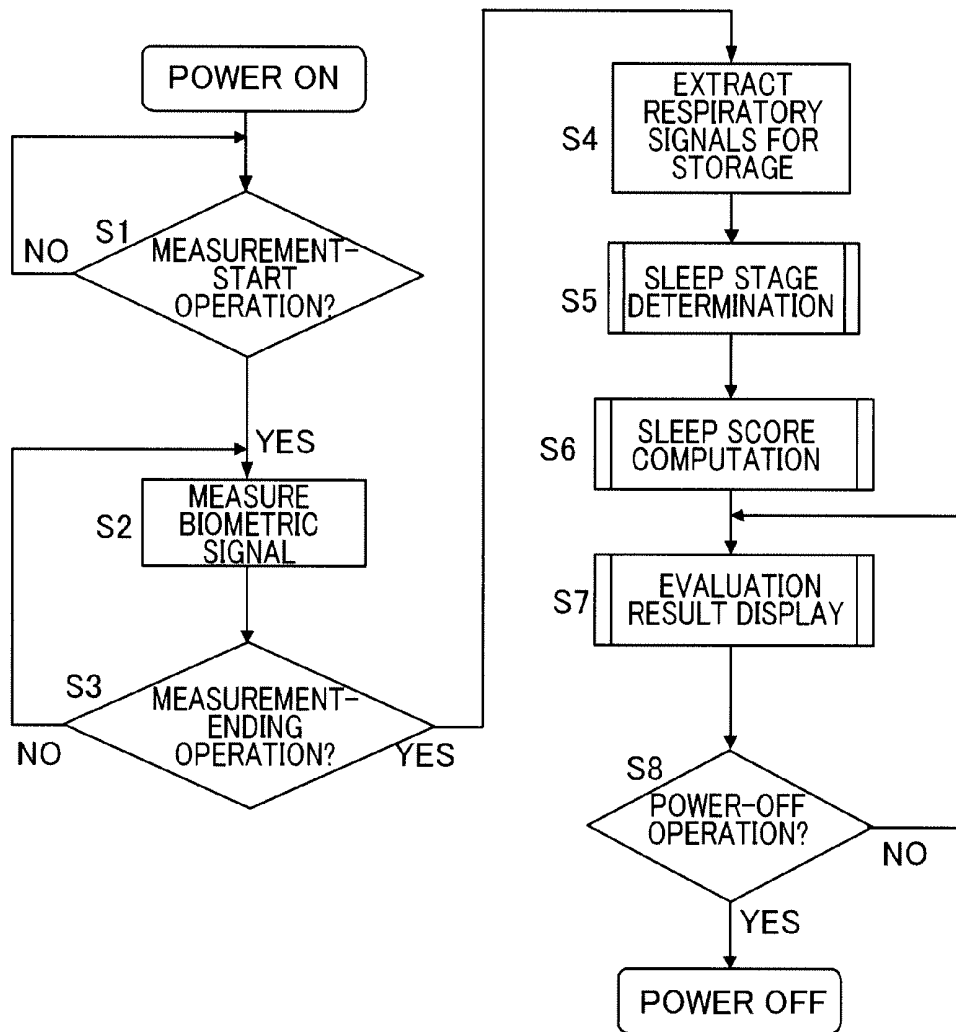 POWER ON
S1
MEASUREMENT-
START
OPERATION?
NO
YES
S2
MEASURE
BIOMETRIC
SIGNAL
S3
MEASUREMENT-
ENDING
OPERATION?
NO
YES
S4
EXTRACT
RESPIRATORY
SIGNALS FOR
STORAGE
S5
SLEEP STAGE
DETERMINATION
S6
SLEEP SCORE
COMPUTATION
S7
EVALUATION
RESULT DISPLAY
S8
POWER-OFF
OPERATION?
NO
YES
POWER OFF